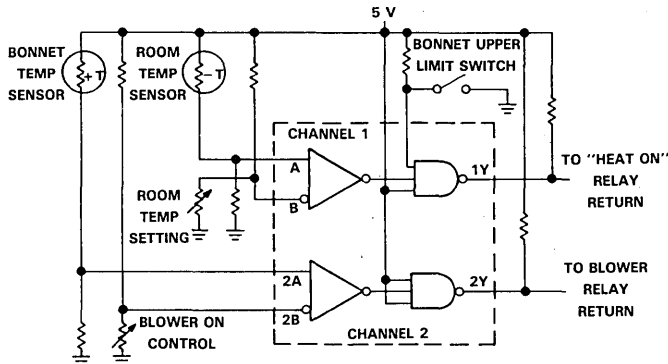 5 V
BONNET
TEMP
SENSOR
+T
ROOM
TEMP
SENSOR
-T
BONNET UPPER
LIMIT SWITCH
CHANNEL 1
A
B
1Y
TO "HEAT ON"
RELAY
RETURN
ROOM
TEMP
SETTING
2A
2B
2Y
TO BLOWER
RELAY
RETURN
BLOWER ON
CONTROL
CHANNEL 2